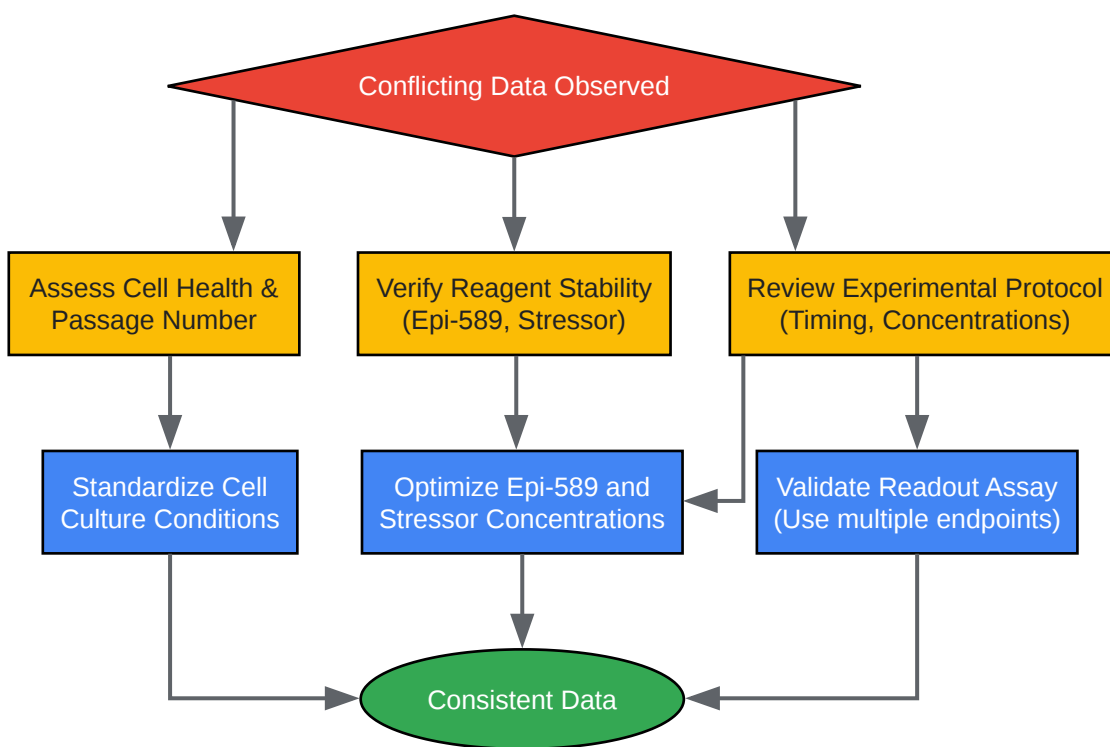 Conflicting Data Observed
Assess Cell Health &
Passage Number
Verify Reagent Stability
(Epi-589, Stressor)
Review Experimental Protocol
(Timing, Concentrations)
Standardize Cell
Culture Conditions
Optimize Epi-589 and
Stressor Concentrations
Validate Readout Assay
(Use multiple endpoints)
Consistent Data